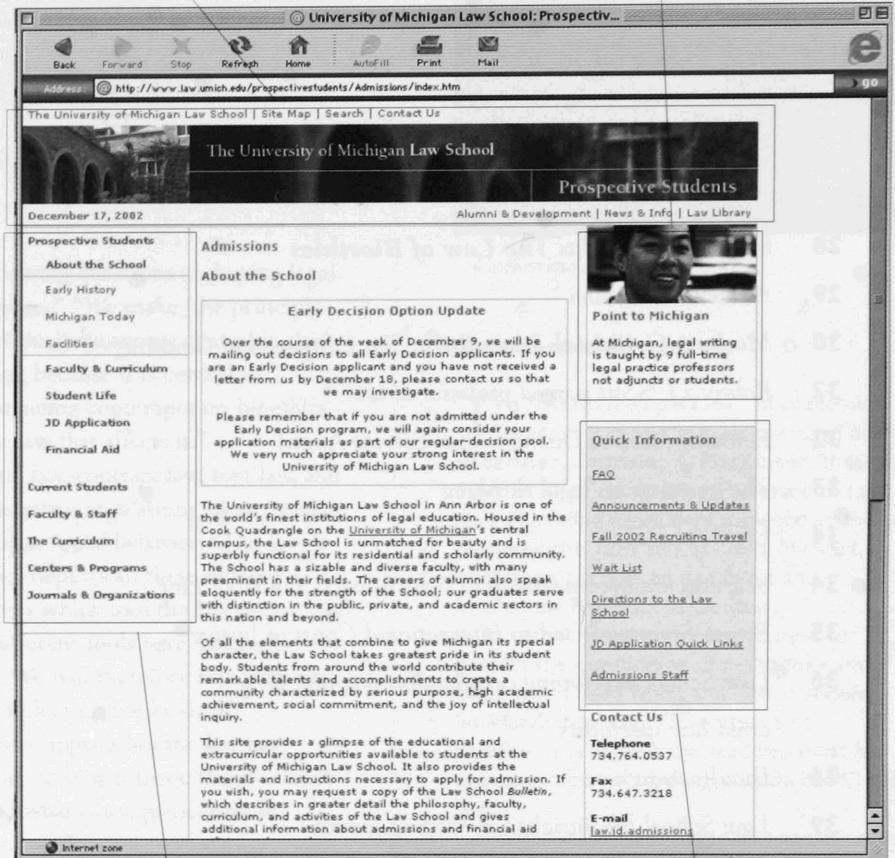 University of Michigan Law School: Prospectiv...
Back Forward Stop Refresh Home AutoFill Print Mail
Address: @ http://www.law.umich.edu/prospectivestudents/Admissions/index.htm go
The University of Michigan Law School | Site Map | Search | Contact Us
The University of Michigan Law School
Prospective Students
December 17, 2002
Alumni & Development | News & Info | Law Library
Prospective Students
About the School
Early History
Michigan Today
Facilities
Faculty & Curriculum
Student Life
JD Application
Financial Aid
Current Students
Faculty & Staff
The Curriculum
Centers & Programs
Journals & Organizations
Admissions
About the School
Early Decision Option Update
Over the course of the week of December 9, we will be
mailing out decisions to all Early Decision applicants. If you
are an Early Decision applicant and you have not received a
letter from us by December 18, please contact us so that
we may investigate.
Please remember that if you are not admitted under the
Early Decision program, we will again consider your
application materials as part of our regular-decision pool.
We very much appreciate your strong interest in the
University of Michigan Law School.
The University of Michigan Law School in Ann Arbor is one of
the world's finest institutions of legal education. Housed in the
Cook Quadrangle on the University of Michigan's central
campus, the Law School is unmatched for beauty and is
superbly functional for its residential and scholarly community.
The School has a sizable and diverse faculty, with many
preeminent in their fields. The careers of alumni also speak
eloquently for the strength of the School; our graduates serve
with distinction in the public, private, and academic sectors in
this nation and beyond.
Of all the elements that combine to give Michigan its special
character, the Law School takes greatest pride in its student
body. Students from around the world contribute their
remarkable talents and accomplishments to create a
community characterized by serious purpose, high academic
achievement, social commitment, and the joy of intellectual
inquiry.
This site provides a glimpse of the educational and
extracurricular opportunities available to students at the
University of Michigan Law School. It also provides the
materials and instructions necessary to apply for admission. If
you wish, you may request a copy of the Law School Bulletin,
which describes in greater detail the philosophy, faculty,
curriculum, and activities of the Law School and gives
additional information about admissions and financial aid
Point to Michigan
At Michigan, legal writing
is taught by 9 full-time
legal practice professors
not adjuncts or students.
Quick Information
FAQ
Announcements & Updates
Fall 2002 Recruiting Travel
Wait List
Directions to the Law
School
JD Application Quick Links
Admissions Staff
Contact Us
Telephone
734.764.0537
Fax
734.647.3218
E-mail
law.jd.admissions
Internet zone